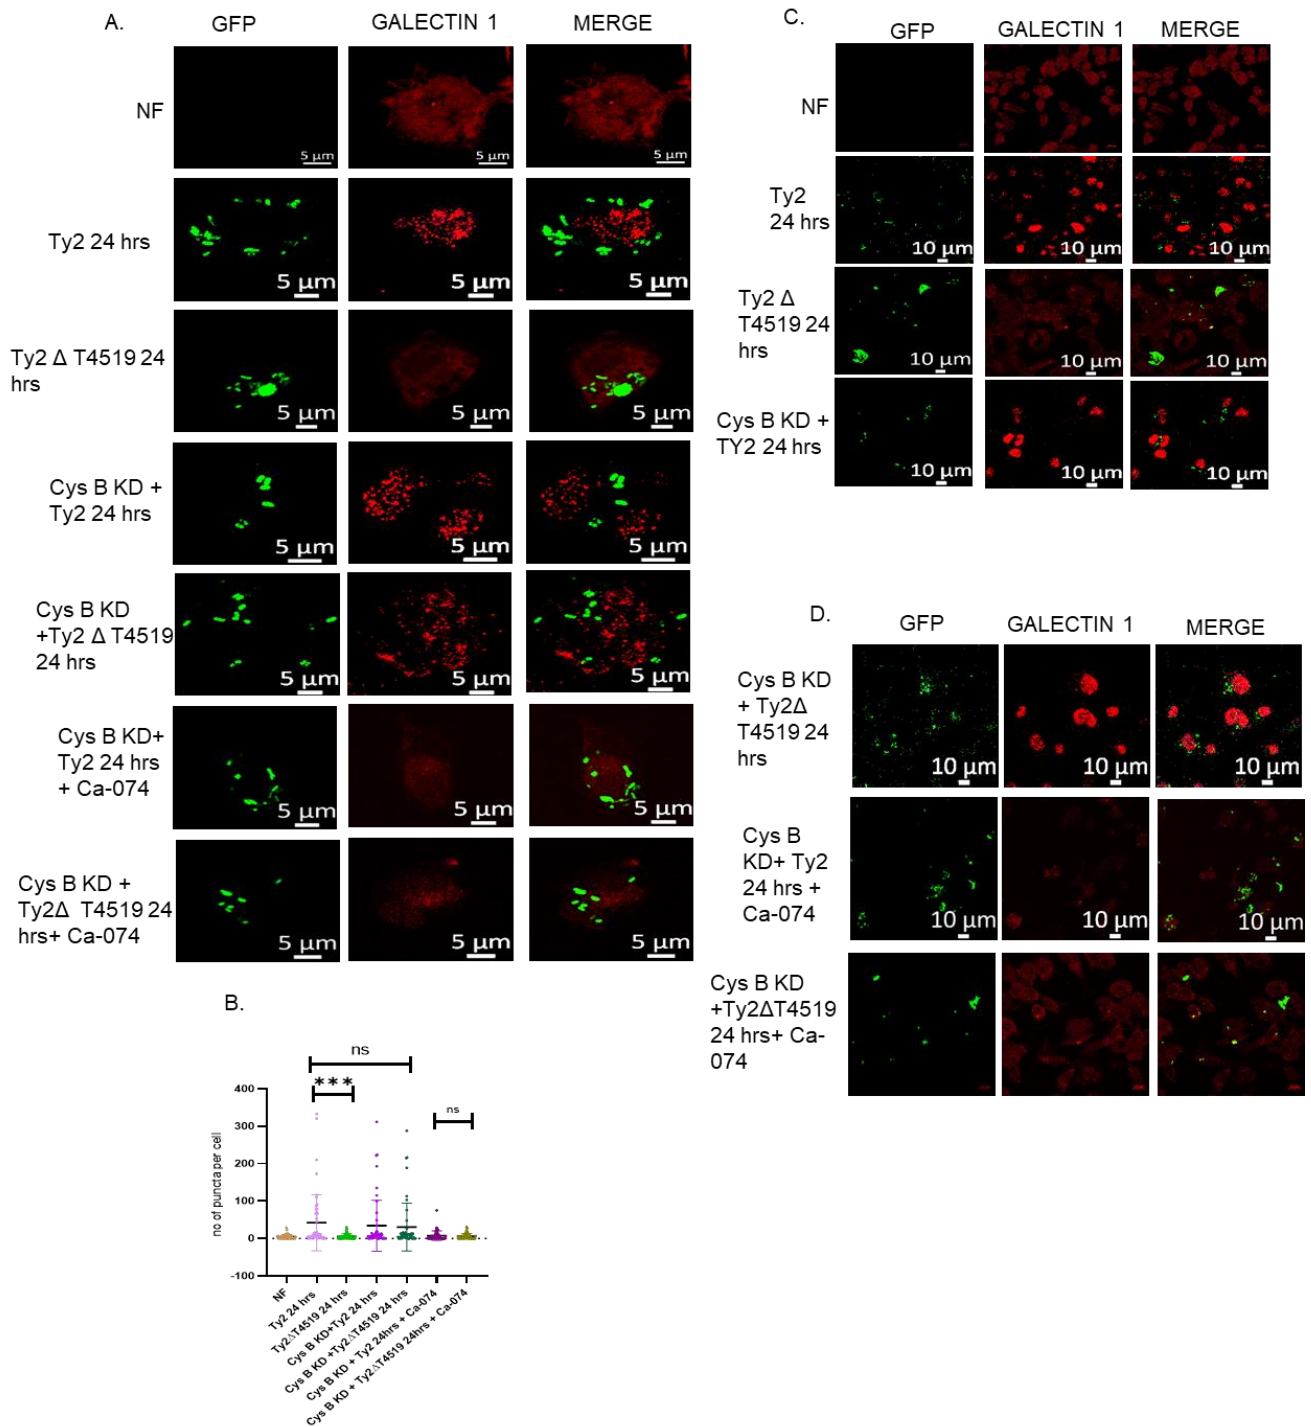 A.
GFP GALECTIN 1 MERGE
NF
5 µm 5 µm 5 µm
Ty2 24 hrs
5 µm 5 µm 5 µm
Ty2 Δ T4519 24
hrs
5 µm 5 µm 5 µm
Cys B KD +
Ty2 24 hrs
5 µm 5 µm 5 µm
Cys B KD
+Ty2 Δ T4519
24 hrs
5 µm 5 µm 5 µm
Cys B KD+
Ty2 24 hrs
+ Ca-074
5 µm 5 µm 5 µm
Cys B KD +
Ty2Δ T4519 24
hrs+ Ca-074
5 µm 5 µm 5 µm
B.
ns
***
ns
no of puncta per cell
400
300
200
100
0
-100
NF
Ty2 24 hrs
Ty2ΔT4519 24 hrs
Cys B KD+Ty2 24 hrs
Cys B KD +Ty2ΔT4519 24 hrs
Cys B KD + Ty2 24hrs + Ca-074
Cys B KD + Ty2ΔT4519 24hrs + Ca-074
C.
GFP GALECTIN 1 MERGE
NF
Ty2
24 hrs
10 µm 10 µm 10 µm
Ty2 Δ
T4519 24
hrs
10 µm 10 µm 10 µm
Cys B KD +
TY2 24 hrs
10 µm 10 µm 10 µm
D.
GFP GALECTIN 1 MERGE
Cys B KD
+ Ty2Δ
T4519 24
hrs
10 µm 10 µm 10 µm
Cys B
KD+ Ty2
24 hrs +
Ca-074
10 µm 10 µm 10 µm
Cys B KD
+Ty2ΔT4519
24 hrs+ Ca-
074